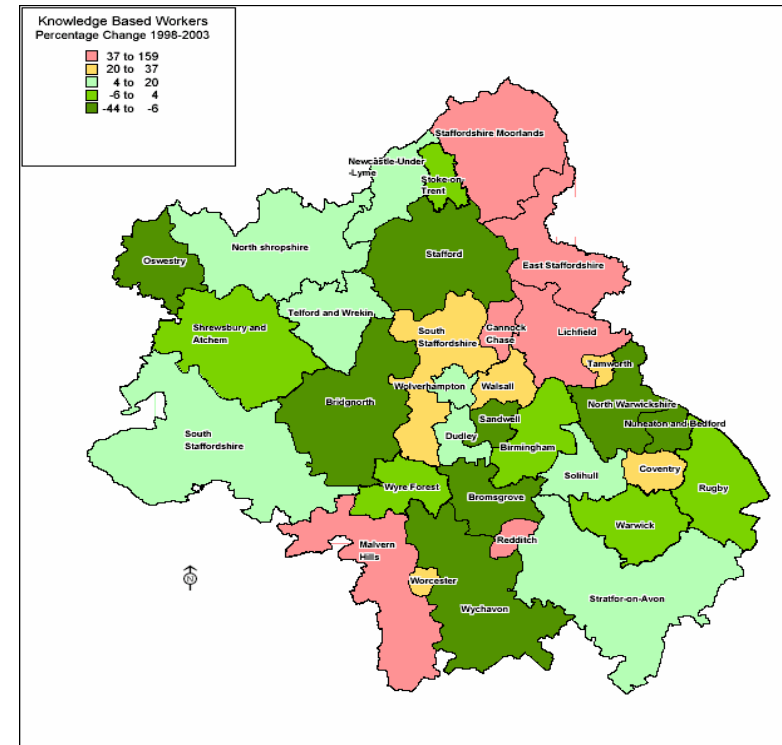 Knowledge Based Workers
Percentage Change 1998-2003
37 to 159
20 to 37
4 to 20
-6 to 4
-44 to -6
Staffordshire Moorlands
Newcastle-Under
-Lyme
Stoke-on-
Trent
North shropshire
Oswestry
Stafford
East Staffordshire
Telford and Wrekin
Shrewsbury and
Atchem
South
Staffordshire
Cannock
Chase
Lichfield
Tamworth
Wolverhampton
Walsall
Bridgnorth
North Warwickshire
Sandwell
Nuneaton and Bedford
South
Staffordshire
Dudley
Birmingham
Solihull
Coventry
Rugby
Wyre Forest
Bromsgrove
Warwick
Redditch
Malvern
Hills
Worcester
Wychavon
Stratfor-on-Avon
N